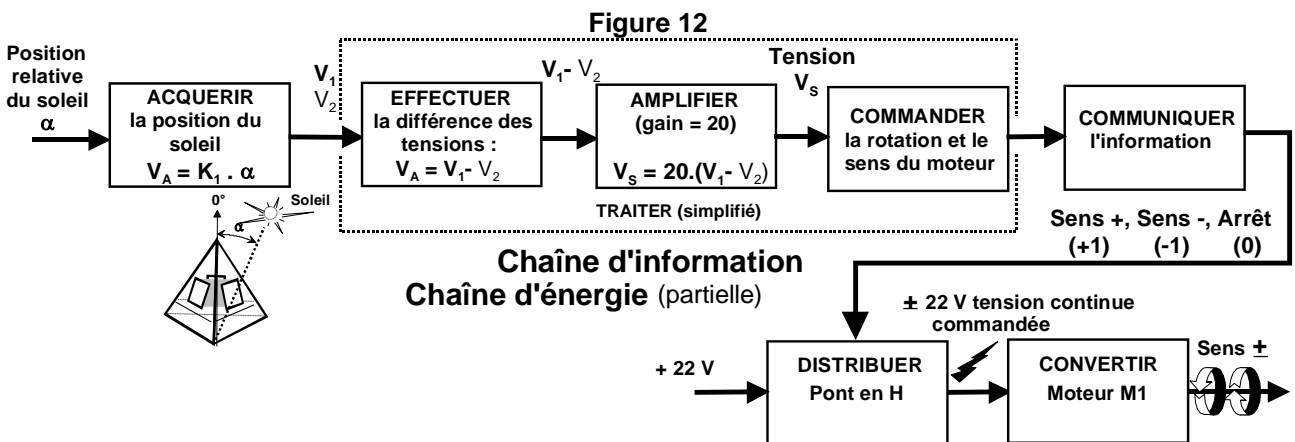 Figure 12
Position
relative
du soleil
α
ACQUERIR
la position du
soleil
V_A = K_1 . α
V_1
V_2
EFFECTUER
la différence des
tensions :
V_A = V_1- V_2
V_1- V_2
AMPLIFIER
(gain = 20)
V_S = 20.(V_1- V_2)
Tension
V_S
COMMANDER
la rotation et le
sens du moteur
COMMUNIQUER
l'information
TRAITER (simplifié)
0°
Soleil
α
Sens +, Sens -, Arrêt
(+1) (-1) (0)
Chaîne d'information
Chaîne d'énergie (partielle)
± 22 V tension continue
commandée
+ 22 V
DISTRIBUER
Pont en H
CONVERTIR
Moteur M1
Sens ±